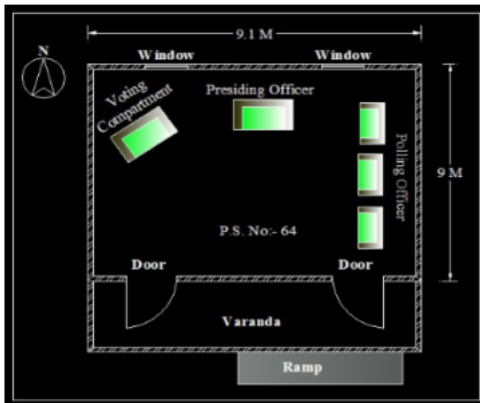 9.1 M
N
Window
Window
Voting
Compartment
Presiding Officer
Polling Officer
9 M
P.S. No:- 64
Door
Door
Varanda
Ramp